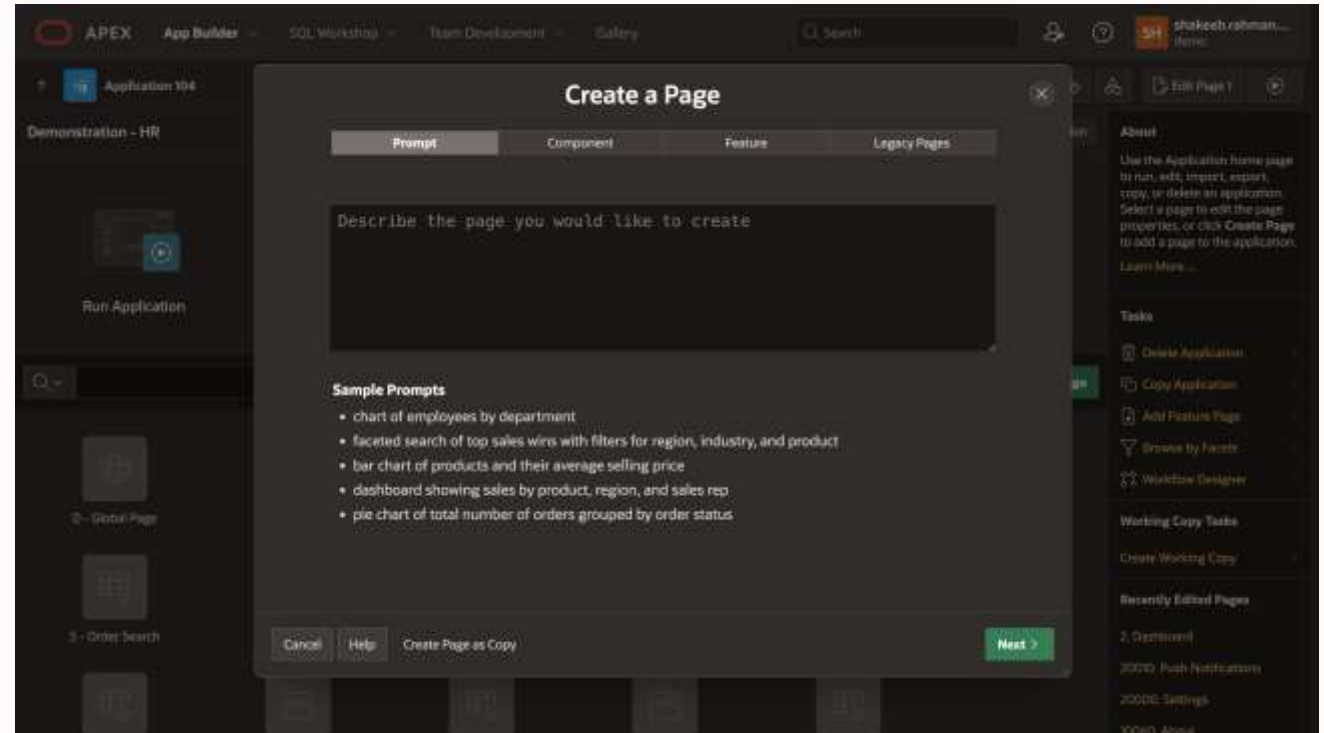 APEX
App Builder
SQL Workshop
Team Development
Gallery
Search
SH
shakeeb.rahman...
demo
Application 104
Edit Page 1
Demonstration - HR
Run Application
0 - Global Page
3 - Order Search
Create a Page
Prompt
Component
Feature
Legacy Pages
Describe the page you would like to create
Sample Prompts
• chart of employees by department
• faceted search of top sales wins with filters for region, industry, and product
• bar chart of products and their average selling price
• dashboard showing sales by product, region, and sales rep
• pie chart of total number of orders grouped by order status
Cancel
Help
Create Page as Copy
Next >
About
Use the Application home page
to run, edit, import, export,
copy, or delete an application.
Select a page to edit the page
properties, or click Create Page
to add a page to the application.
Learn More...
Tasks
Delete Application
Copy Application
Add Feature Page
Browse by Facets
Workflow Designer
Working Copy Tasks
Create Working Copy
Recently Edited Pages
2. Dashboard
20010. Push Notifications
20000. Settings